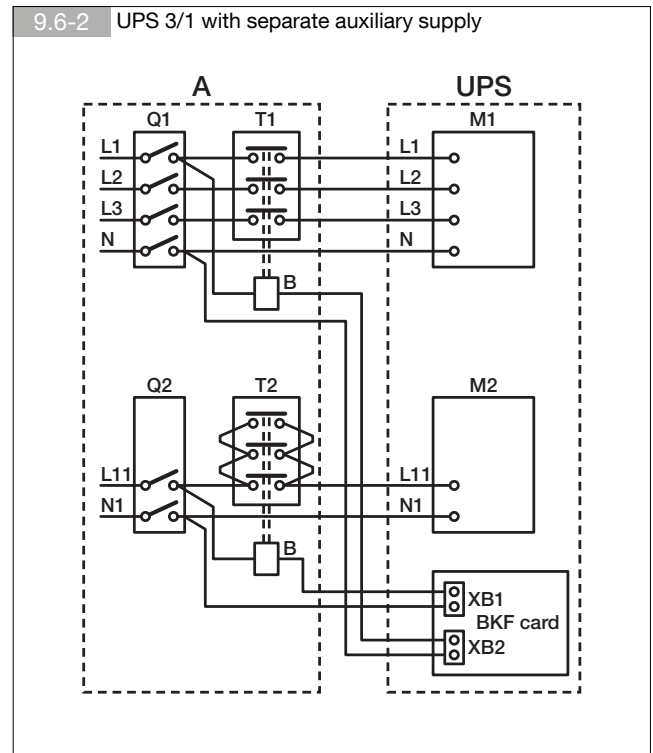 9.6-2 UPS 3/1 with separate auxiliary supply
A UPS
Q1 T1 M1
L1 L1
L2 L2
L3 L3
N N
B
Q2 T2 M2
L11 L11
N1 N1
B
XB1
BKF card
XB2